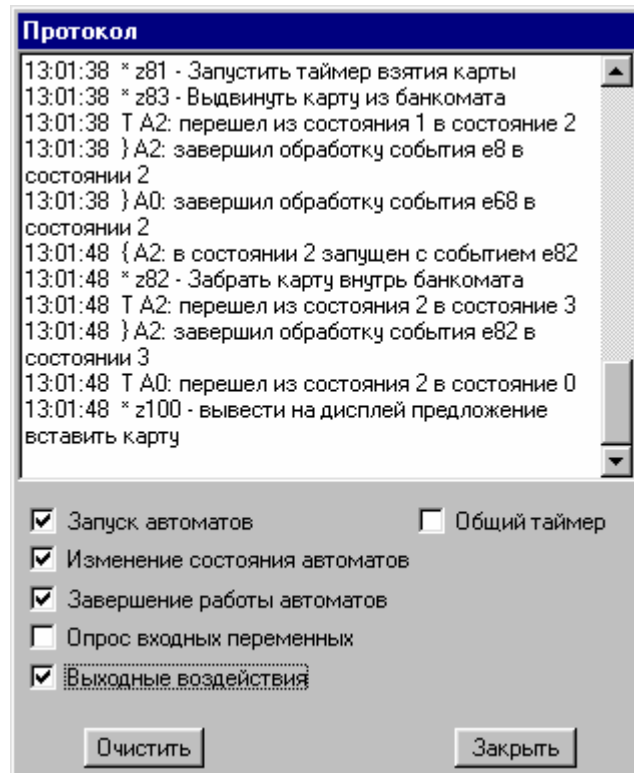 Протокол
13:01:38 * z81 - Запустить таймер взятия карты
13:01:38 * z83 - Выдвинуть карту из банкомата
13:01:38 T A2: перешел из состояния 1 в состояние 2
13:01:38 } A2: завершил обработку события e8 в
состоянии 2
13:01:38 } A0: завершил обработку события e68 в
состоянии 2
13:01:48 { A2: в состоянии 2 запущен с событием e82
13:01:48 * z82 - Забрать карту внутрь банкомата
13:01:48 T A2: перешел из состояния 2 в состояние 3
13:01:48 } A2: завершил обработку события e82 в
состоянии 3
13:01:48 T A0: перешел из состояния 2 в состояние 0
13:01:48 * z100 - вывести на дисплей предложение
вставить карту
Запуск автоматов
Общий таймер
Изменение состояния автоматов
Завершение работы автоматов
Опрос входных переменных
Выходные воздействия
Очистить
Закрыть